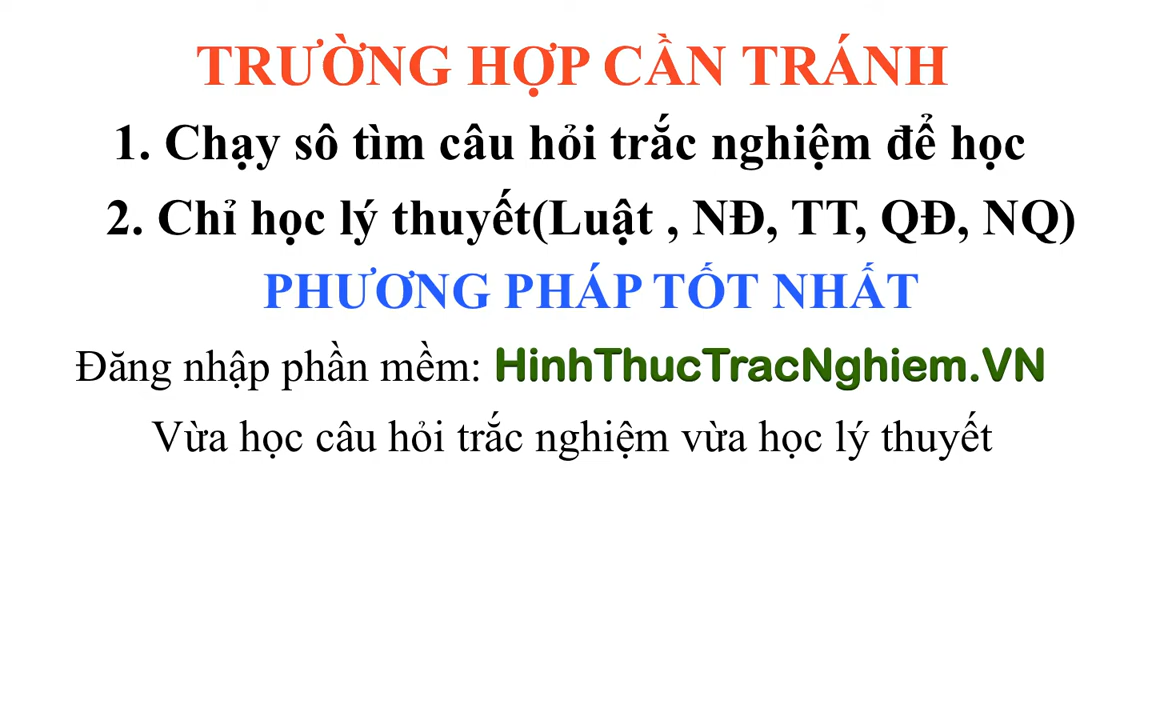 TRƯỜNG HỢP CẦN TRÁNH
1. Chạy sô tìm câu hỏi trắc nghiệm để học
2. Chỉ học lý thuyết(Luật , NĐ, TT, QĐ, NQ)
PHƯƠNG PHÁP TỐT NHẤT
Đăng nhập phần mềm: HinhThucTracNghiem.VN
Vừa học câu hỏi trắc nghiệm vừa học lý thuyết